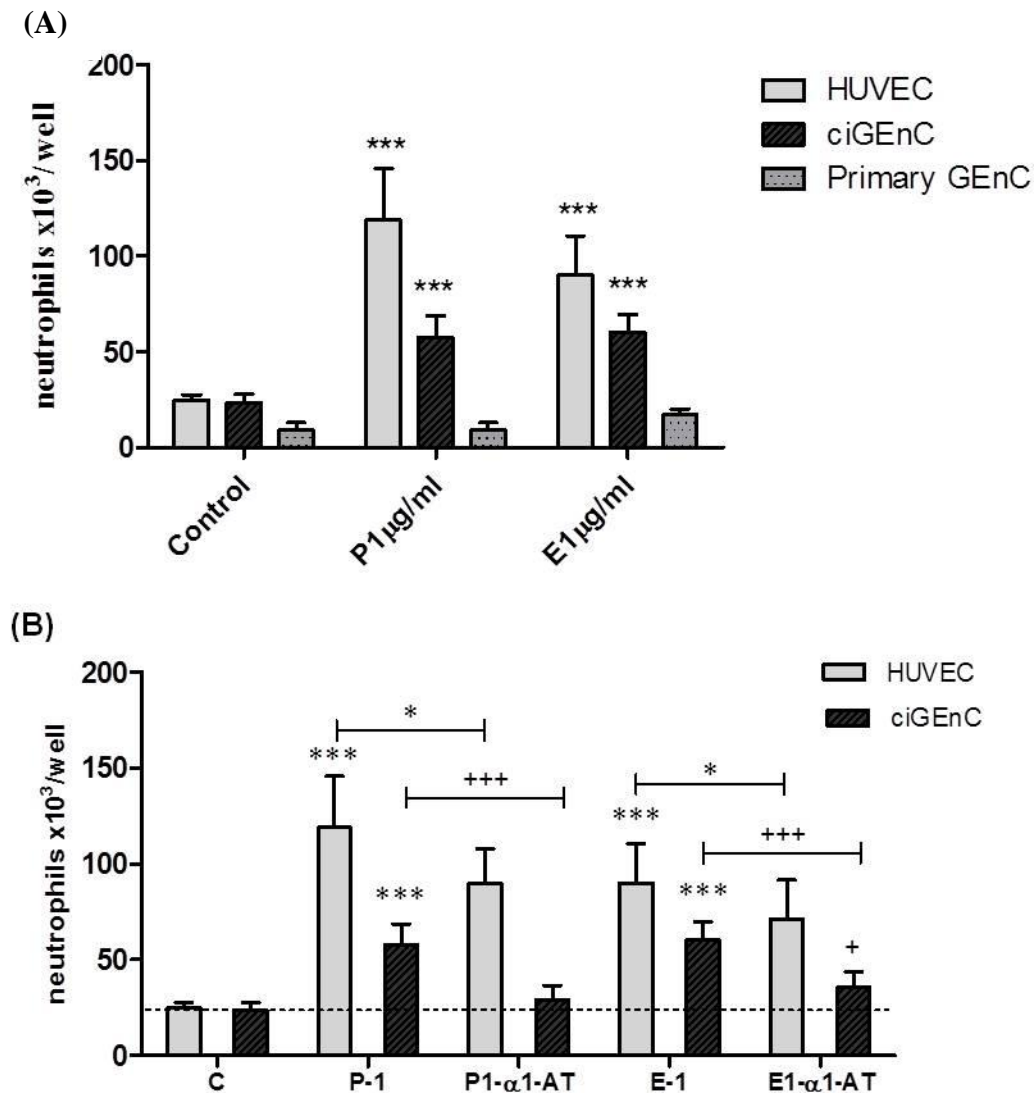 (A)
200
150
100
50
0
neutrophils x10³/well
HUVEC
ciGEnC
Primary GEnC
***
***
***
***
Control
P1µg/ml
E1µg/ml
(B)
200
150
100
50
0
neutrophils x10³/well
HUVEC
ciGEnC
*
***
+++
*
***
***
+++
***
+
C P-1 P1-α1-AT E-1 E1-α1-AT